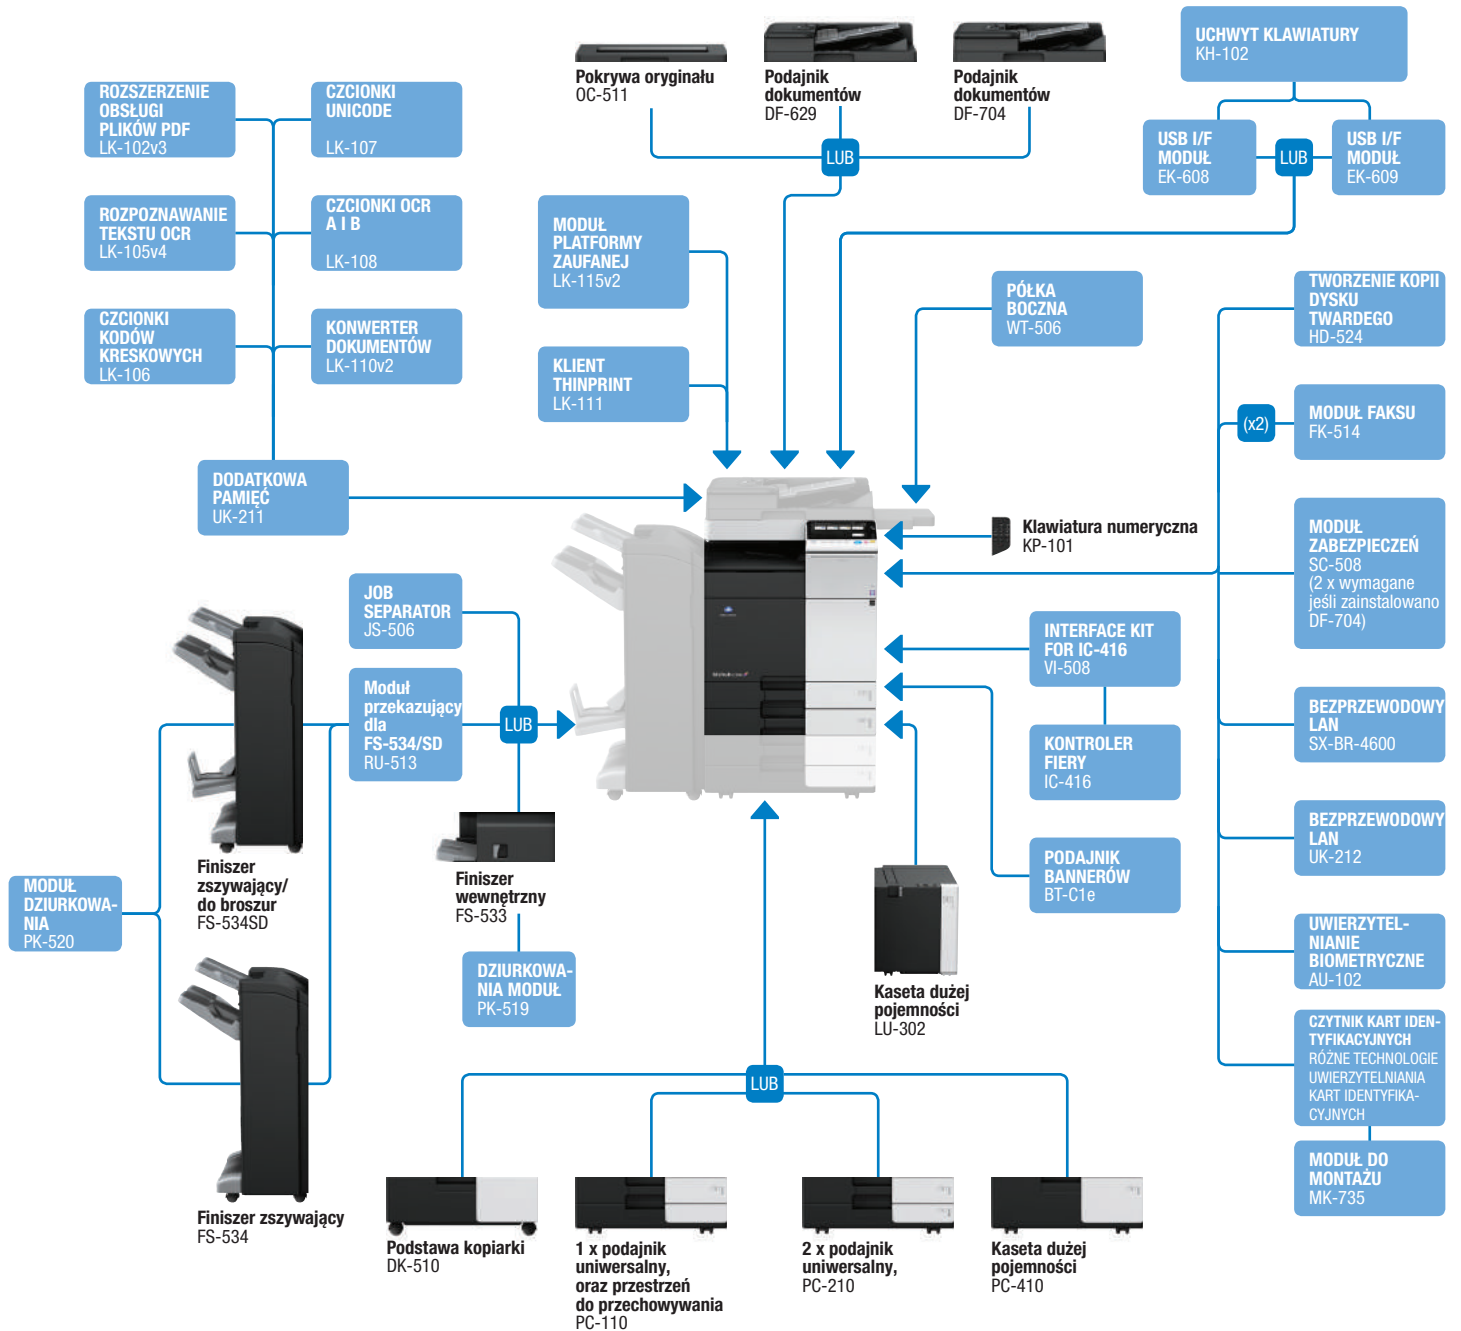 Pokrywa oryginału
OC-511
Podajnik
dokumentów
DF-629
Podajnik
dokumentów
DF-704
LUB
UCHWYT KLAWIATURY
KH-102
USB I/F
MODUŁ
EK-608
LUB
USB I/F
MODUŁ
EK-609
ROZSZERZENIE
OBSŁUGI
PLIKÓW PDF
LK-102v3
CZCIONKI
UNICODE
LK-107
ROZPOZNAWANIE
TEKSTU OCR
LK-105v4
CZCIONKI OCR
A I B
LK-108
CZCIONKI
KODÓW
KRESKOWYCH
LK-106
KONWERTER
DOKUMENTÓW
LK-110v2
DODATKOWA
PAMIĘĆ
UK-211
MODUŁ
PLATFORMY
ZAUFANEJ
LK-115v2
KLIENT
THINPRINT
LK-111
PÓŁKA
BOCZNA
WT-506
TWORZENIE KOPII
DYSKU
TWARDEGO
HD-524
(x2)
MODUŁ FAKSU
FK-514
Klawiatura numeryczna
KP-101
MODUŁ
ZABEZPIECZEŃ
SC-508
(2 x wymagane
jeśli zainstalowano
DF-704)
JOB
SEPARATOR
JS-506
Moduł
przekazujący
dla
FS-534/SD
RU-513
LUB
INTERFACE KIT
FOR IC-416
VI-508
KONTROLER
FIERY
IC-416
BEZPRZEWODOWY
LAN
SX-BR-4600
BEZPRZEWODOWY
LAN
UK-212
PODAJNIK
BANNERÓW
BT-C1e
Finiszer
zszywający/
do broszur
FS-534SD
Finiszer
wewnętrzny
FS-533
MODUŁ
DZIURKOWA-
NIA
PK-520
DZIURKOWA-
NIA MODUŁ
PK-519
Kaseta dużej
pojemności
LU-302
UWIERZYTEL-
NIANIE
BIOMETRYCZNE
AU-102
CZYTNIK KART IDEN-
TYFIKACYJNYCH
RÓŻNE TECHNOLOGIE
UWIERZYTELNIANIA
KART IDENTYFIKA-
CYJNYCH
MODUŁ DO
MONTAŻU
MK-735
LUB
Finiszer zszywający
FS-534
Podstawa kopiarki
DK-510
1 x podajnik
uniwersalny,
oraz przestrzeń
do przechowywania
PC-110
2 x podajnik
uniwersalny,
PC-210
Kaseta dużej
pojemności
PC-410